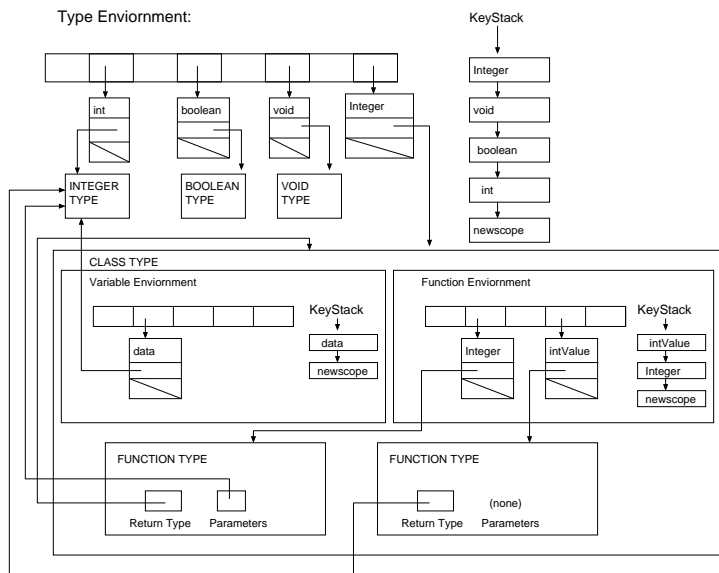 Type Enviornment:
KeyStack
Integer
void
boolean
int
newscope
int
boolean
void
Integer
INTEGER
TYPE
BOOLEAN
TYPE
VOID
TYPE
CLASS TYPE
Variable Enviornment
KeyStack
data
newscope
data
Function Enviornment
KeyStack
intValue
Integer
newscope
Integer
intValue
FUNCTION TYPE
Return Type
Parameters
FUNCTION TYPE
(none)
Return Type
Parameters